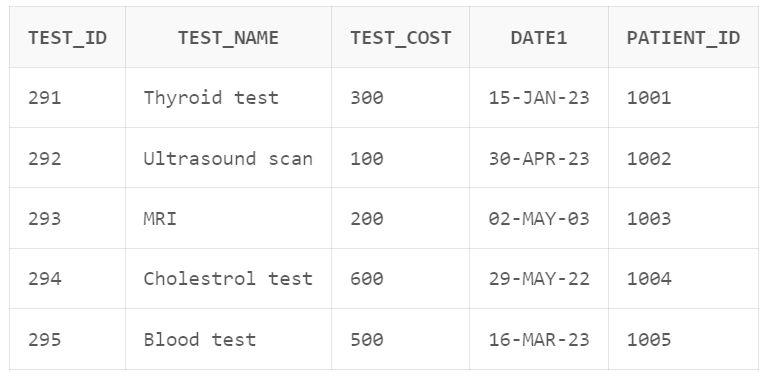 TEST_ID TEST_NAME TEST_COST DATE1 PATIENT_ID
291 Thyroid test 300 15-JAN-23 1001
292 Ultrasound scan 100 30-APR-23 1002
293 MRI 200 02-MAY-03 1003
294 Cholestrol test 600 29-MAY-22 1004
295 Blood test 500 16-MAR-23 1005